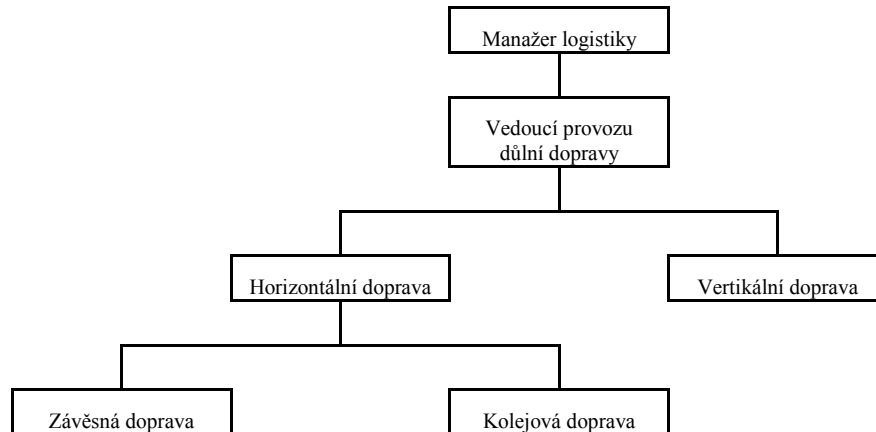 Manažer logistiky
Vedoucí provozu
důlní dopravy
Horizontální doprava
Vertikální doprava
Závěsná doprava
Kolejová doprava